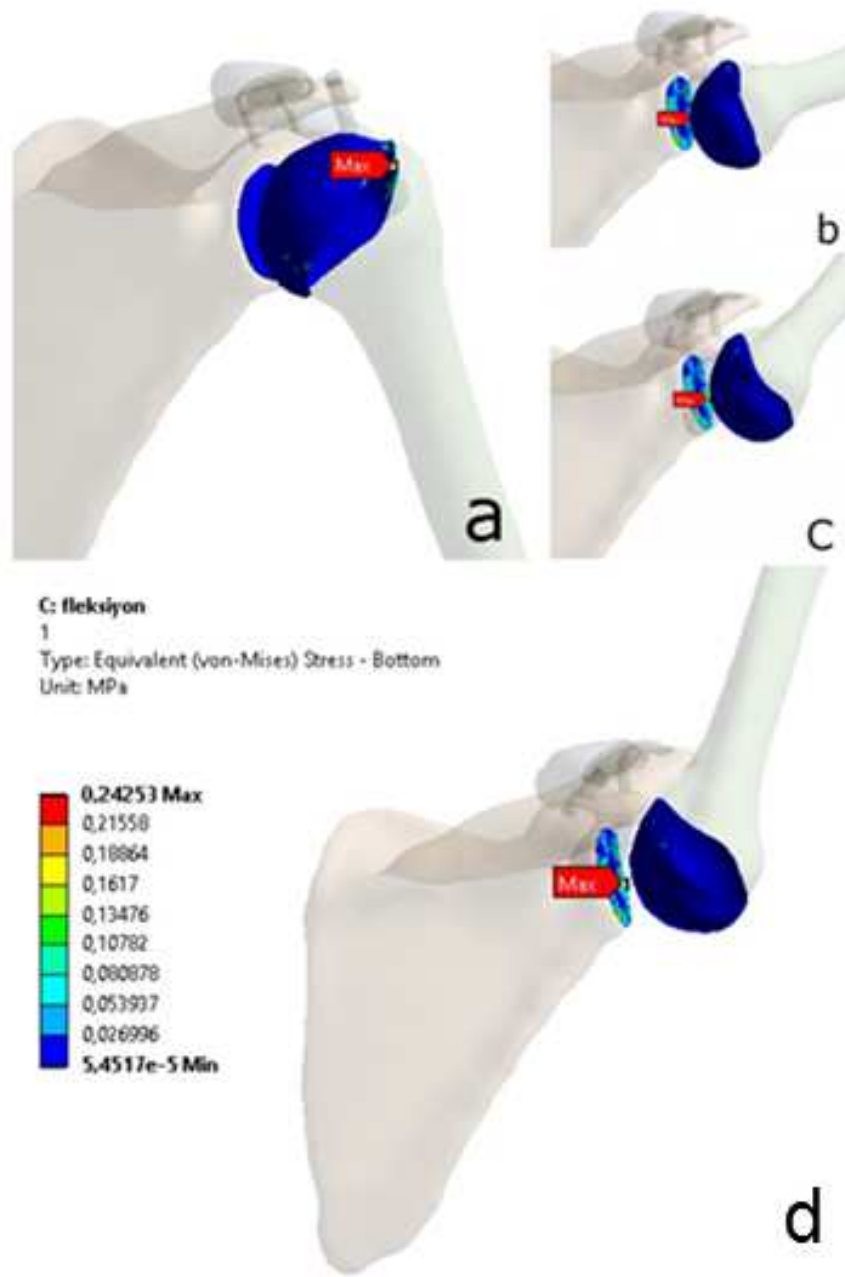 Max
a
b
c
C: fleksiyon
1
Type: Equivalent (von-Mises) Stress - Bottom
Unit: MPa
0,24253 Max
0,21558
0,18864
0,1617
0,13476
0,10782
0,080878
0,053937
0,026996
5,4517e-5 Min
Max
d